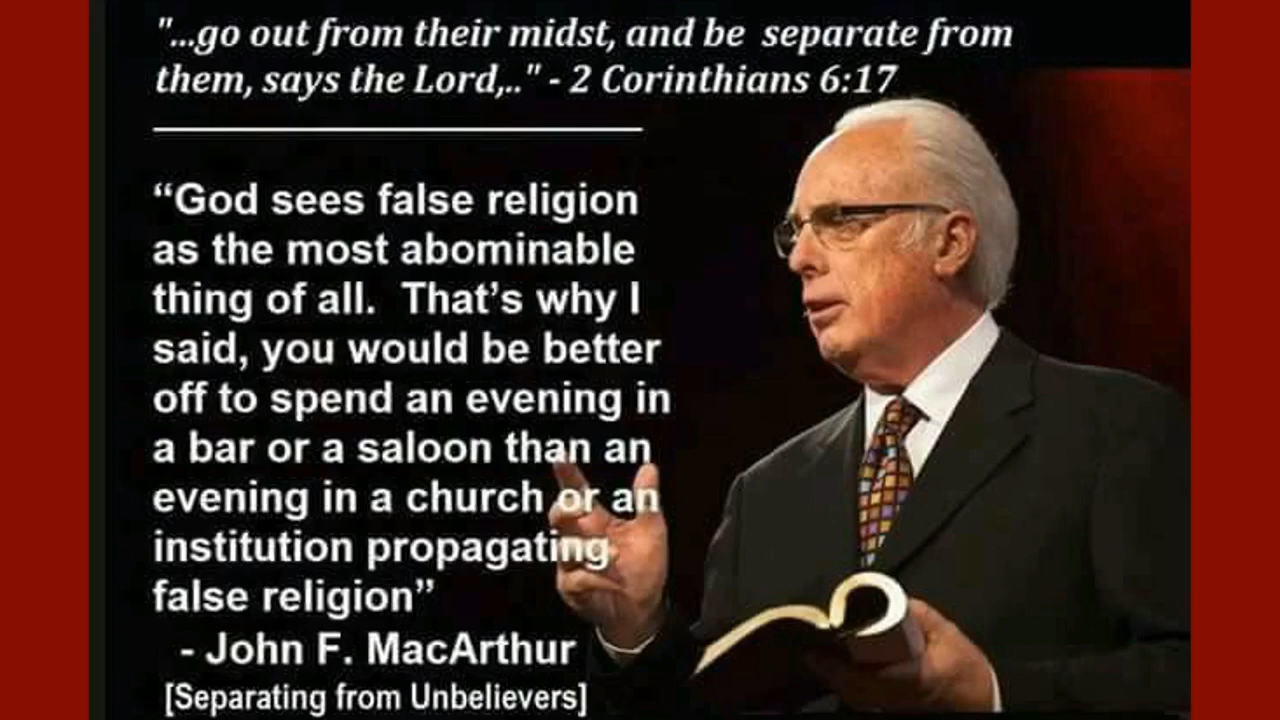 "...go out from their midst, and be separate from
them, says the Lord,.." - 2 Corinthians 6:17
“God sees false religion
as the most abominable
thing of all. That’s why I
said, you would be better
off to spend an evening in
a bar or a saloon than an
evening in a church or an
institution propagating
false religion”
- John F. MacArthur
[Separating from Unbelievers]